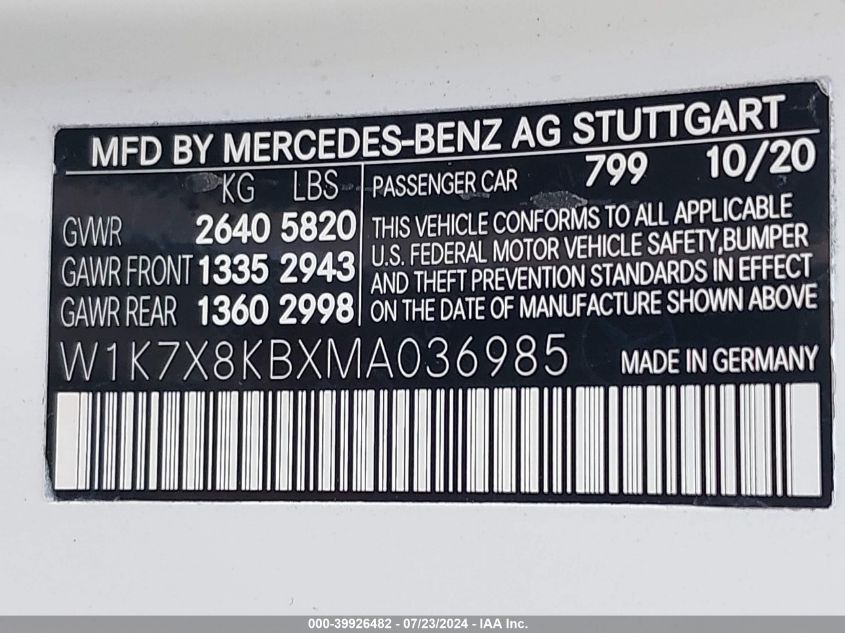 MFD BY MERCEDES-BENZ AG STUTTGART
KG LBS
GVWR 2640 5820
GAWR FRONT 1335 2943
GAWR REAR 1360 2998
PASSENGER CAR 799 10/20
THIS VEHICLE CONFORMS TO ALL APPLICABLE
U.S. FEDERAL MOTOR VEHICLE SAFETY,BUMPER
AND THEFT PREVENTION STANDARDS IN EFFECT
ON THE DATE OF MANUFACTURE SHOWN ABOVE
W1K7X8KBXMA036985 MADE IN GERMANY
000-39926482 - 07/23/2024 - IAA Inc.